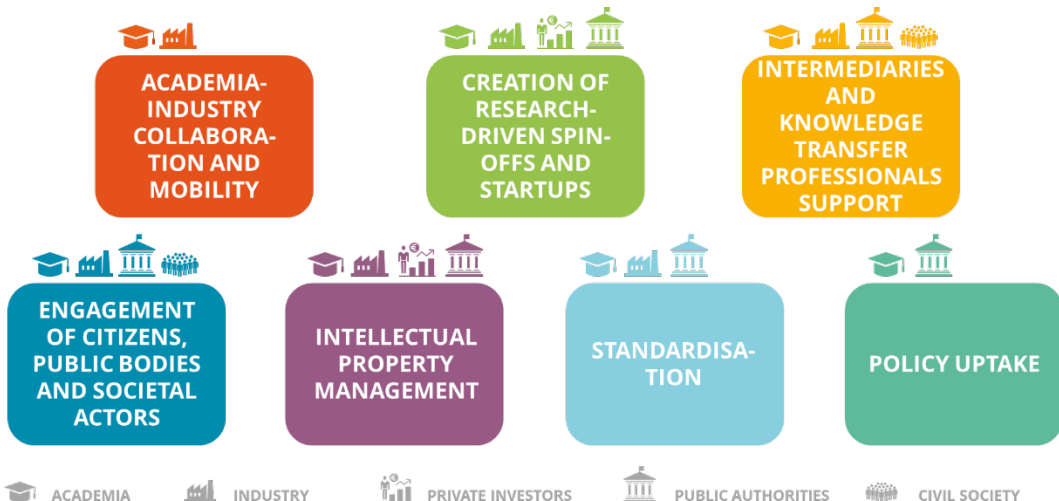 ACADEMIA-
INDUSTRY
COLLABORA-
TION AND
MOBILITY
CREATION OF
RESEARCH-
DRIVEN SPIN-
OFFS AND
STARTUPS
INTERMEDIARIES
AND
KNOWLEDGE
TRANSFER
PROFESSIONALS
SUPPORT
ENGAGEMENT
OF CITIZENS,
PUBLIC BODIES
AND SOCIETAL
ACTORS
INTELLECTUAL
PROPERTY
MANAGEMENT
STANDARDISA-
TION
POLICY UPTAKE
ACADEMIA
INDUSTRY
PRIVATE INVESTORS
PUBLIC AUTHORITIES
CIVIL SOCIETY